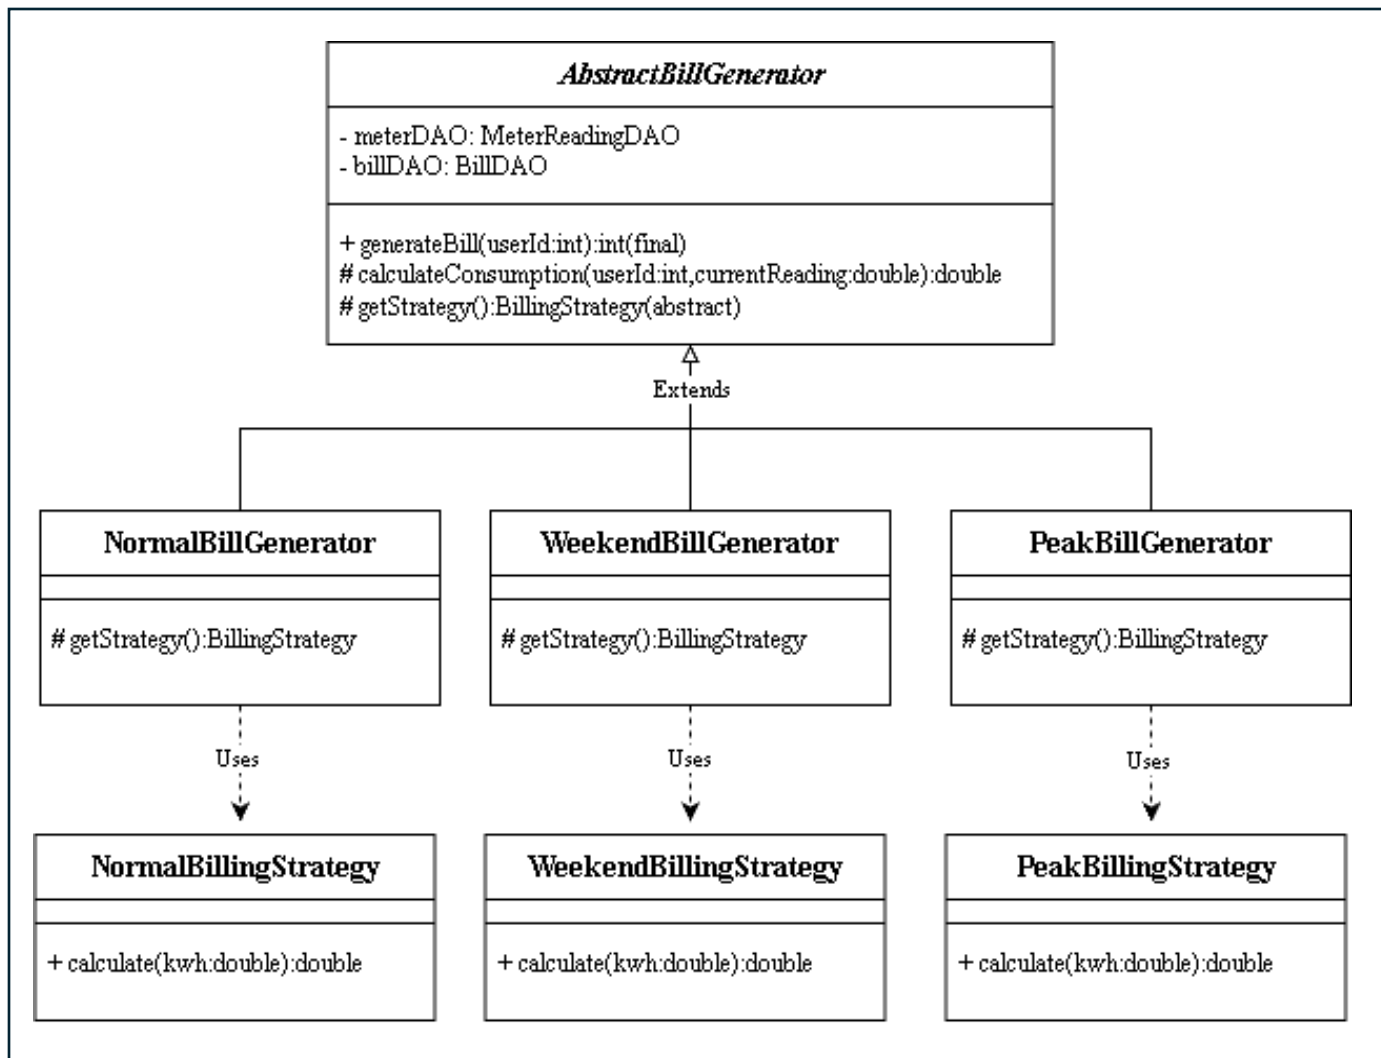 AbstractBillGenerator
- meterDAO: MeterReadingDAO
- billDAO: BillDAO
+ generateBill(userId:int):int(final)
# calculateConsumption(userId:int,currentReading:double):double
# getStrategy():BillingStrategy(abstract)
Extends
NormalBillGenerator
# getStrategy():BillingStrategy
WeekendBillGenerator
# getStrategy():BillingStrategy
PeakBillGenerator
# getStrategy():BillingStrategy
Uses
Uses
Uses
NormalBillingStrategy
+ calculate(kwh:double):double
WeekendBillingStrategy
+ calculate(kwh:double):double
PeakBillingStrategy
+ calculate(kwh:double):double